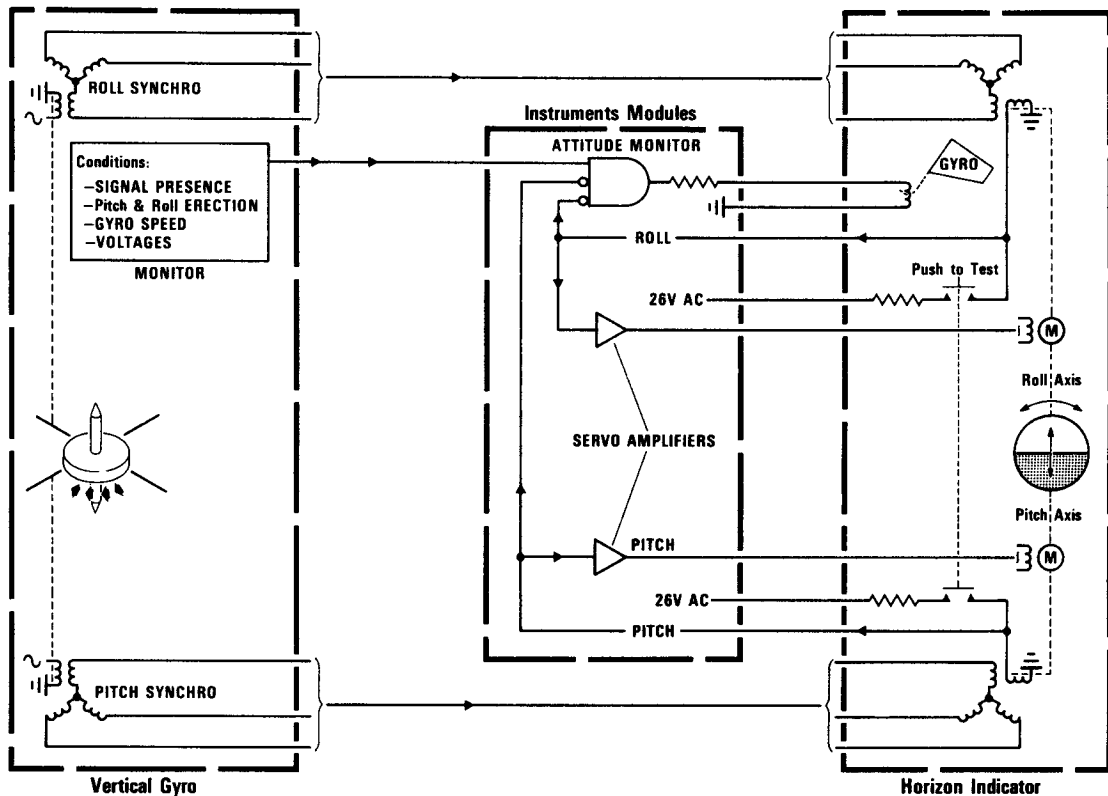 ROLL SYNCHRO
Conditions:
–SIGNAL PRESENCE
–Pitch & Roll ERECTION
–GYRO SPEED
–VOLTAGES
MONITOR
Instruments Modules
ATTITUDE MONITOR
GYRO
ROLL
Push to Test
26V AC
M
Roll Axis
SERVO AMPLIFIERS
Pitch Axis
PITCH
M
26V AC
PITCH
PITCH SYNCHRO
Vertical Gyro
Horizon Indicator